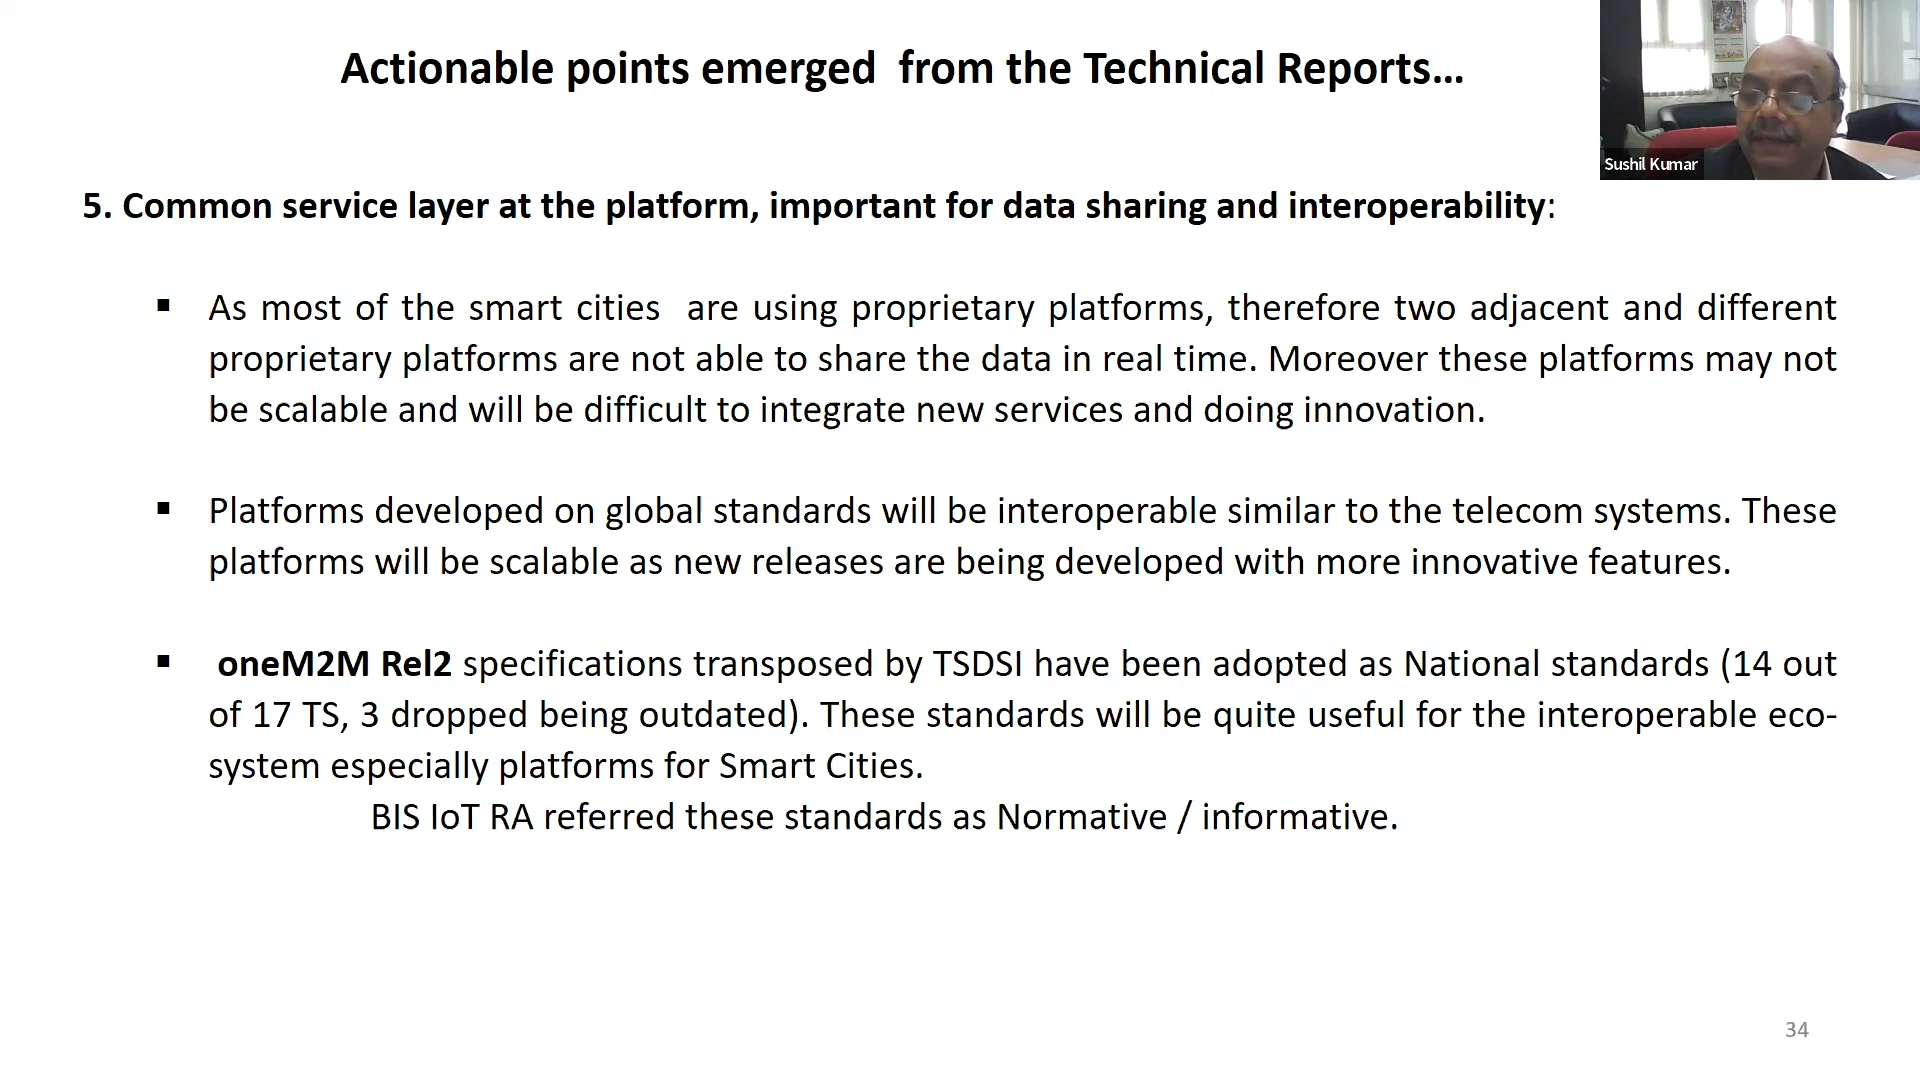 Actionable points emerged  from the Technical Reports...
Sushil Kumar
5. Common service layer at the platform, important for data sharing and interoperability:
▪ As most of the smart cities  are using proprietary platforms, therefore two adjacent and different
proprietary platforms are not able to share the data in real time. Moreover these platforms may not
be scalable and will be difficult to integrate new services and doing innovation.
▪ Platforms developed on global standards will be interoperable similar to the telecom systems. These
platforms will be scalable as new releases are being developed with more innovative features.
▪ oneM2M Rel2 specifications transposed by TSDSI have been adopted as National standards (14 out
of 17 TS, 3 dropped being outdated). These standards will be quite useful for the interoperable eco-
system especially platforms for Smart Cities.
BIS IoT RA referred these standards as Normative / informative.
34